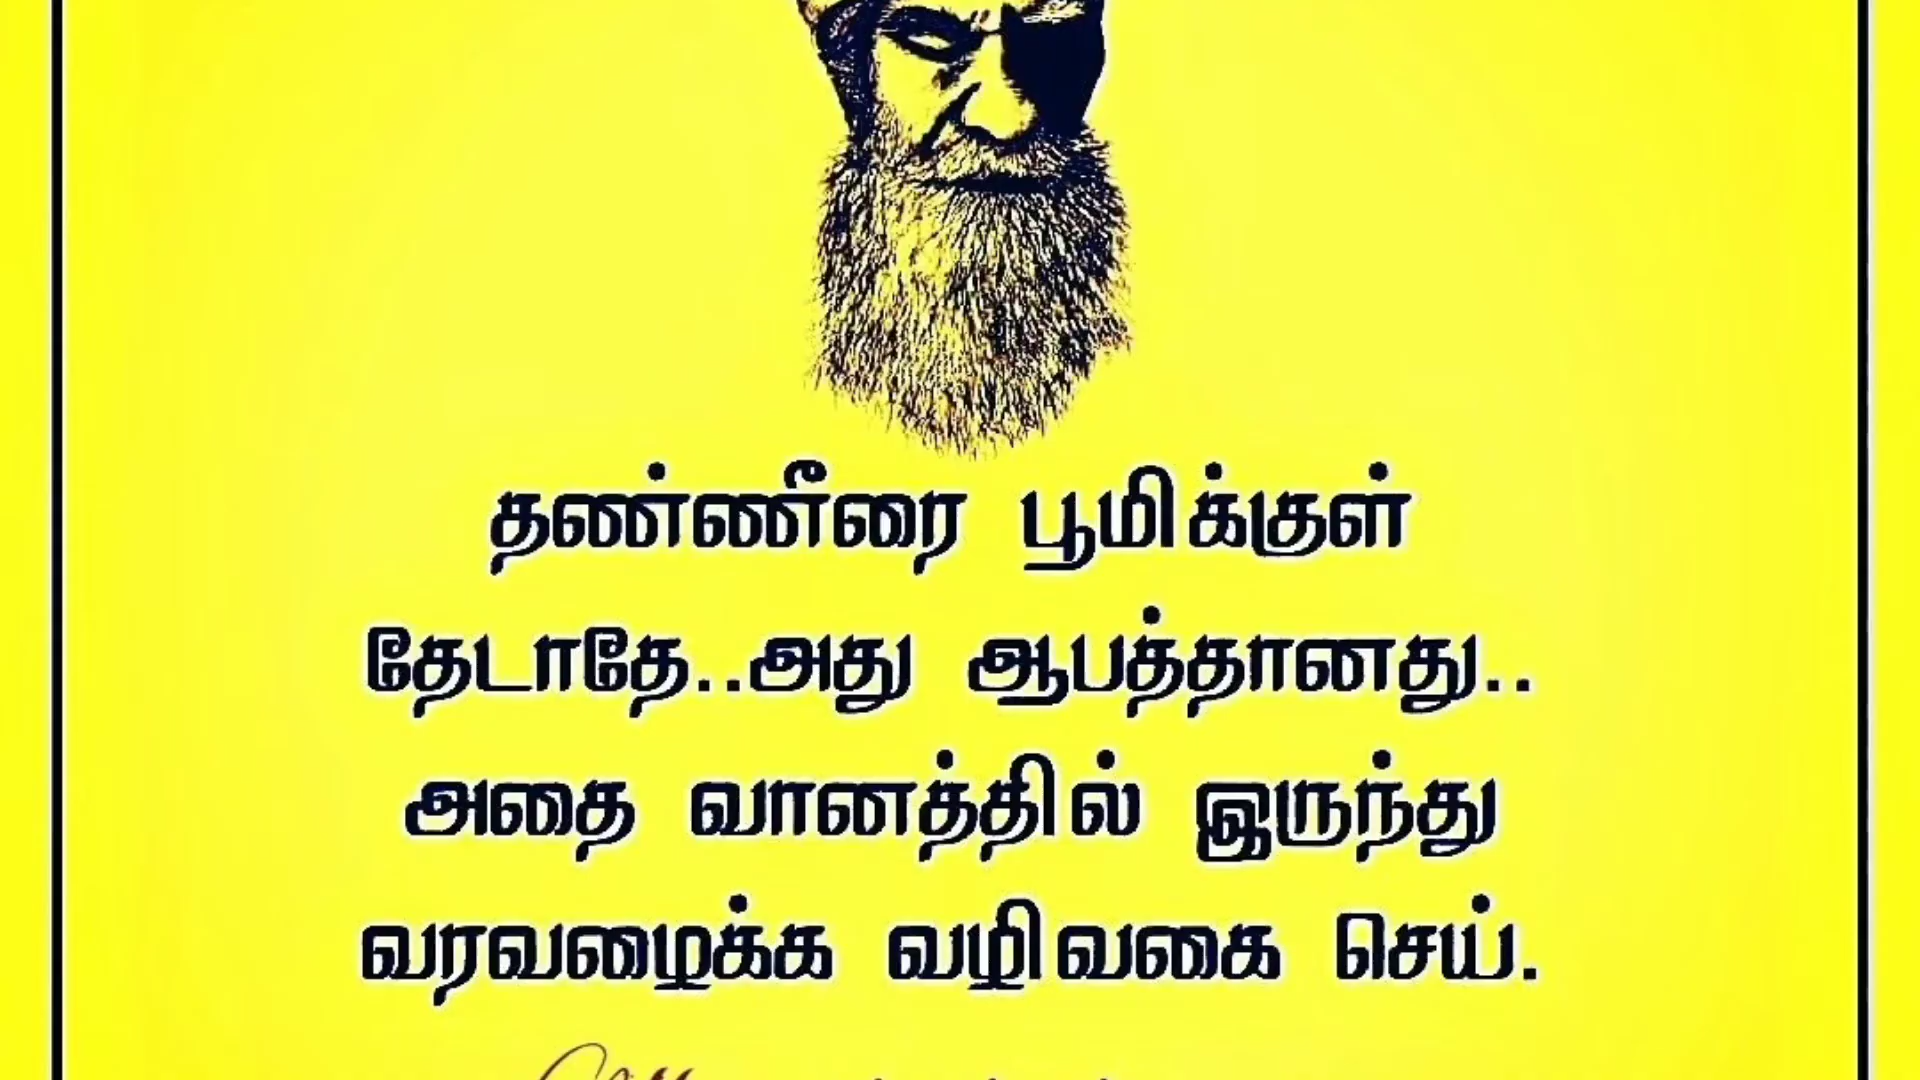 தண்ணீரை பூமிக்குள்
தேடாதே..அது ஆபத்தானது..
அதை வானத்தில் இருந்து
வரவழைக்க வழிவகை செய்.